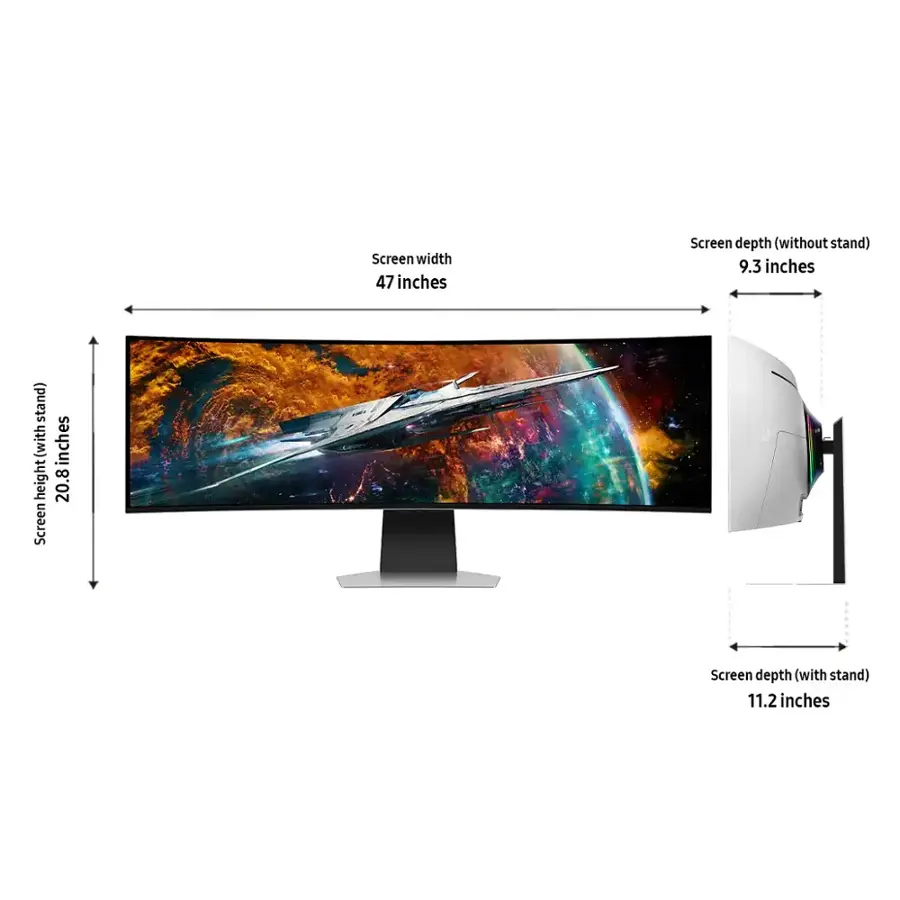 Screen depth (without stand)
9.3 inches
Screen width
47 inches
Screen height (with stand)
20.8 inches
Screen depth (with stand)
11.2 inches